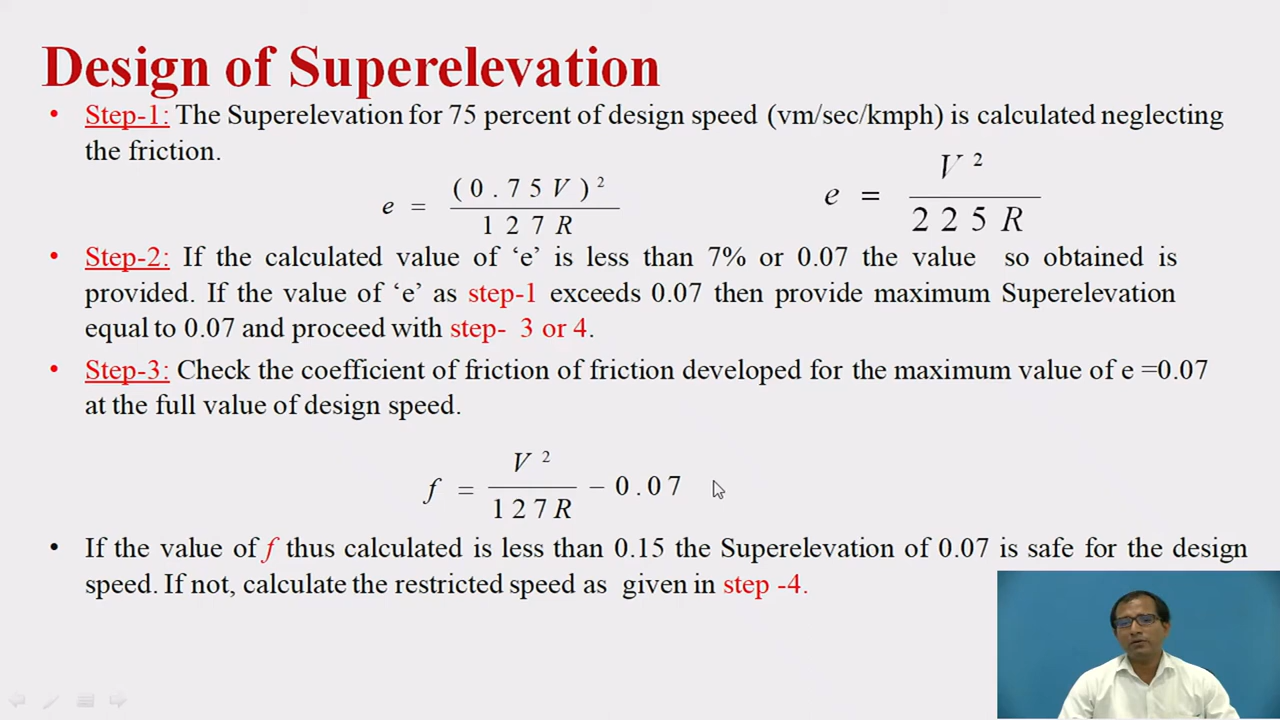 Design of Superelevation
• Step-1: The Superelevation for 75 percent of design speed (vm/sec/kmph) is calculated neglecting
the friction.
e = (0.75V)² / 127R
e = V² / 225R
• Step-2: If the calculated value of ‘e’ is less than 7% or 0.07 the value so obtained is
provided. If the value of ‘e’ as step-1 exceeds 0.07 then provide maximum Superelevation
equal to 0.07 and proceed with step- 3 or 4.
• Step-3: Check the coefficient of friction of friction developed for the maximum value of e =0.07
at the full value of design speed.
f = V² / 127R − 0.07
• If the value of f thus calculated is less than 0.15 the Superelevation of 0.07 is safe for the design
speed. If not, calculate the restricted speed as given in step -4.